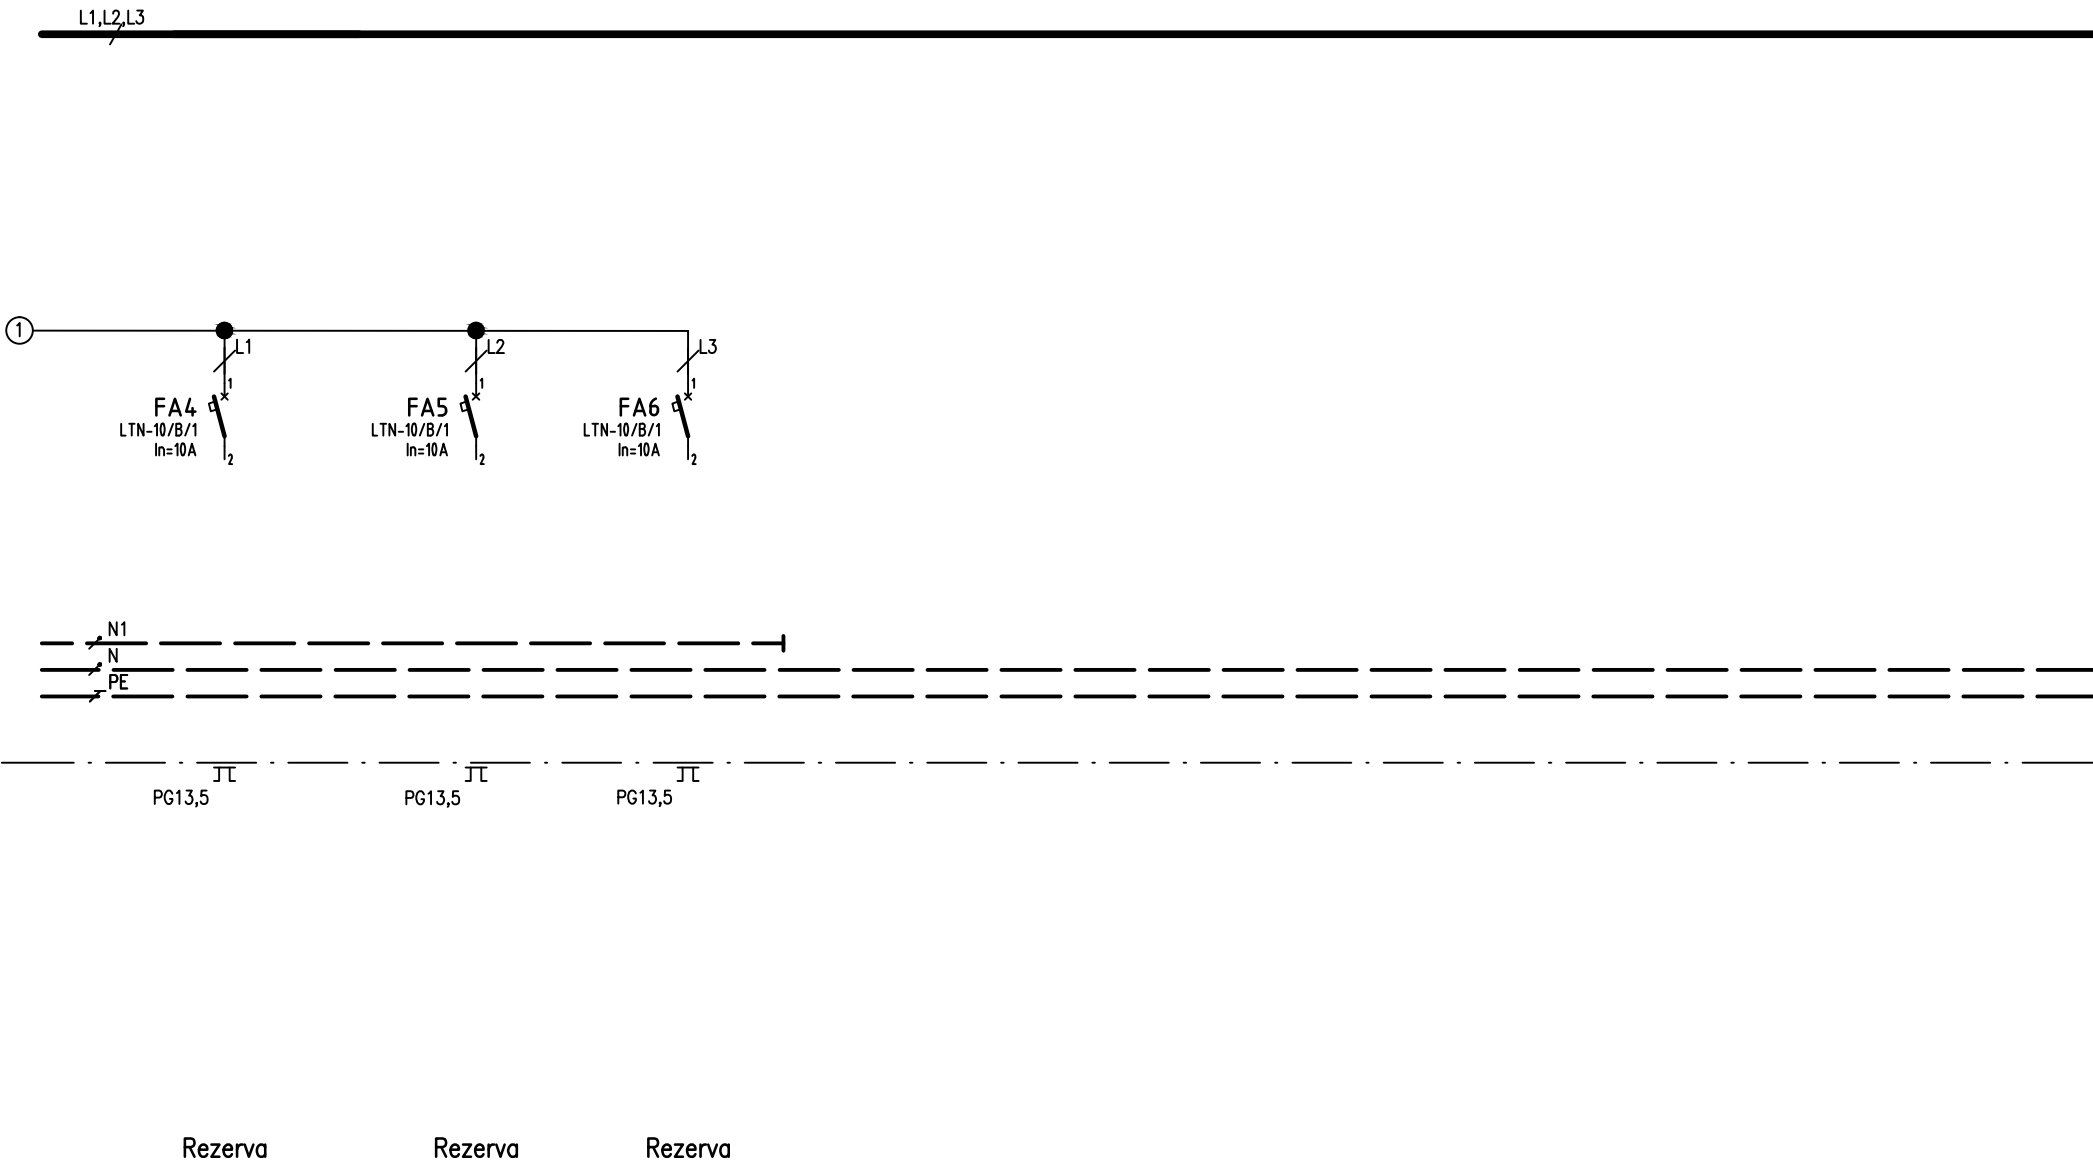 L1,L2,L3
1
L1
L2
L3
1
1
1
FA4
LTN-10/B/1
In=10A
2
FA5
LTN-10/B/1
In=10A
2
FA6
LTN-10/B/1
In=10A
2
N1
N
PE
PG13,5
PG13,5
PG13,5
Rezerva
Rezerva
Rezerva